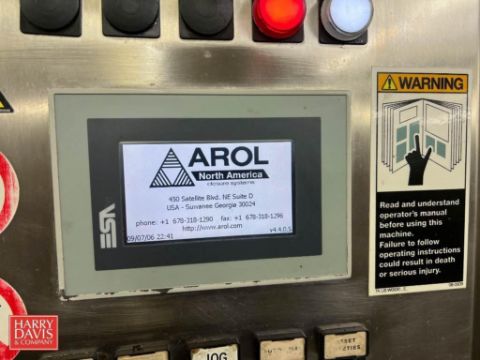 AROL
North America
closure systems
450 Satellite Blvd. NE Suite D
USA - Suwanee Georgia 30024
phone: +1 678-318-1290 fax: +1 678-318-1296
http://www.arol.com
09/07/06 22:41
v4.4.0.5
ASE
WARNING
Read and understand
operator's manual
before using this
machine.
Failure to follow
operating instructions
could result in death
or serious injury.
HARRY
DAVIS
& COMPANY
JOG